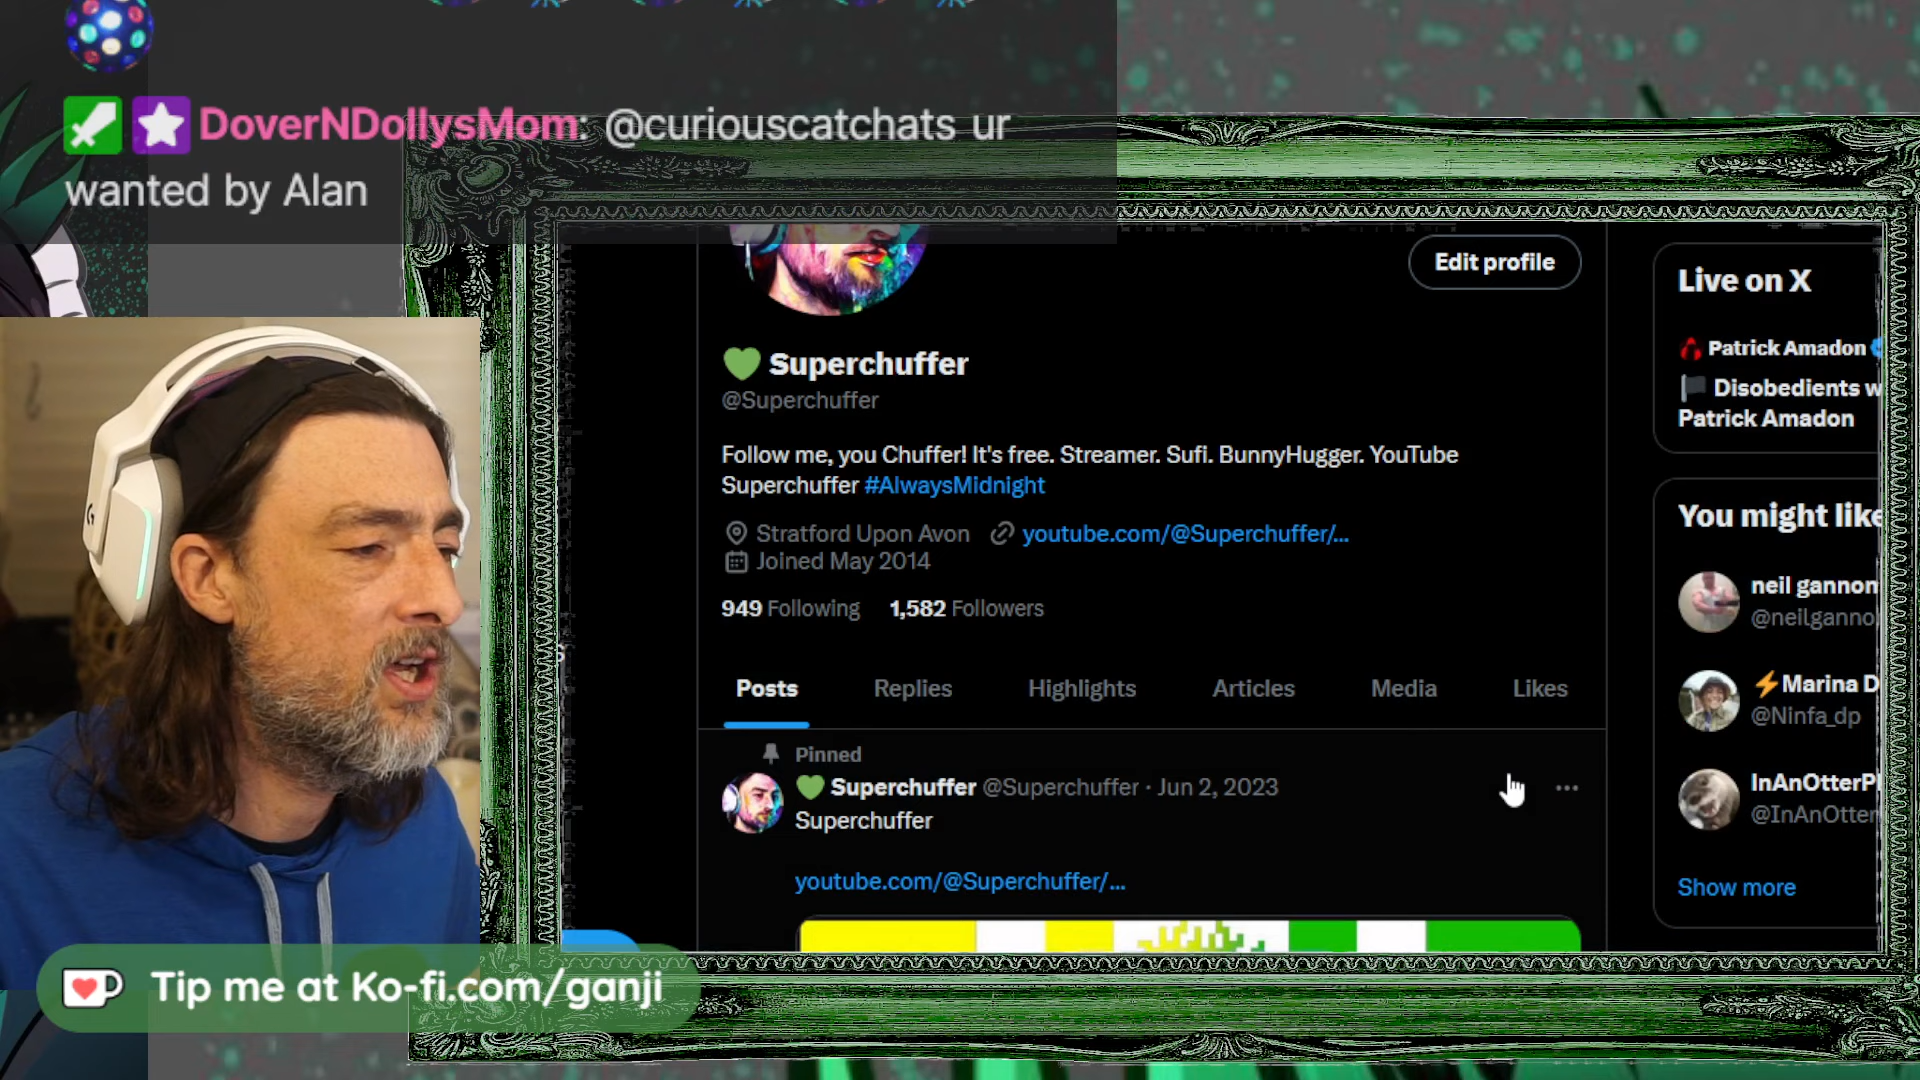 DoverNDollysMom: @curiouscatchats ur
wanted by Alan
Edit profile
Superchuffer
@Superchuffer
Follow me, you Chuffer! It's free. Streamer. Sufi. BunnyHugger. YouTube
Superchuffer #AlwaysMidnight
Stratford Upon Avon youtube.com/@Superchuffer/...
Joined May 2014
949 Following 1,582 Followers
Posts Replies Highlights Articles Media Likes
Pinned
Superchuffer @Superchuffer · Jun 2, 2023
Superchuffer
youtube.com/@Superchuffer/...
Live on X
Patrick Amadon
Disobedients w
Patrick Amadon
You might like
neil gannon
@neilganno
Marina D
@Ninfa_dp
InAnOtterP
@InAnOtter
Show more
Tip me at Ko-fi.com/ganji